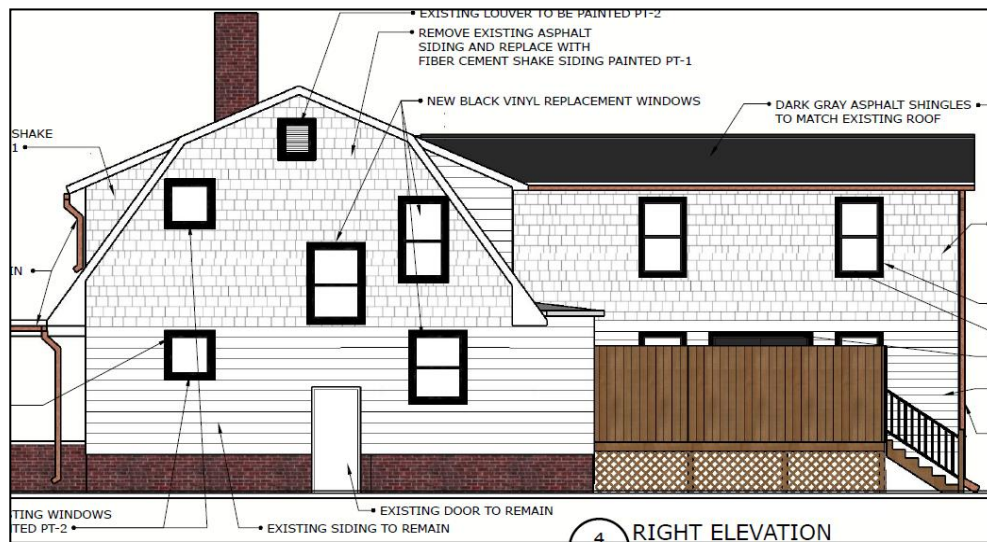 EXISTING LOUVER TO BE PAINTED PT-2
REMOVE EXISTING ASPHALT
SIDING AND REPLACE WITH
FIBER CEMENT SHAKE SIDING PAINTED PT-1
NEW BLACK VINYL REPLACEMENT WINDOWS
DARK GRAY ASPHALT SHINGLES
TO MATCH EXISTING ROOF
SHAKE
1
IN
STING WINDOWS
NTED PT-2
EXISTING SIDING TO REMAIN
EXISTING DOOR TO REMAIN
4
RIGHT ELEVATION